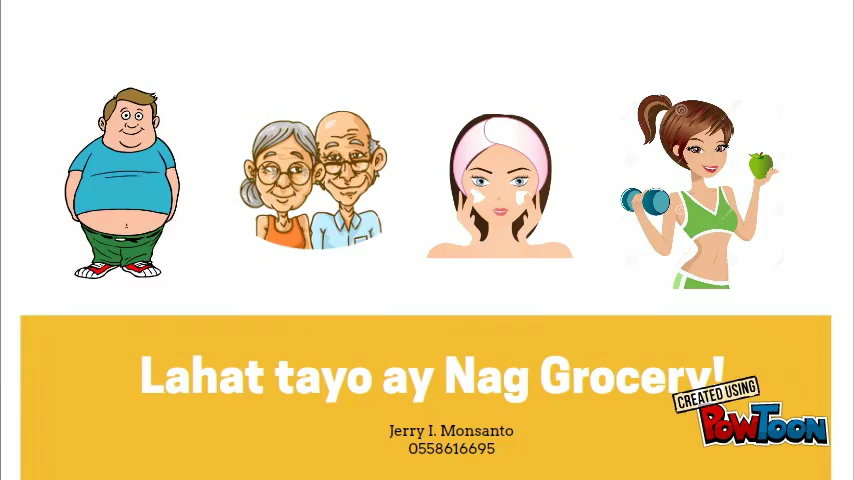 Lahat tayo ay Nag Grocery!
CREATED USING
POWTOON
Jerry I. Monsanto
0558616695